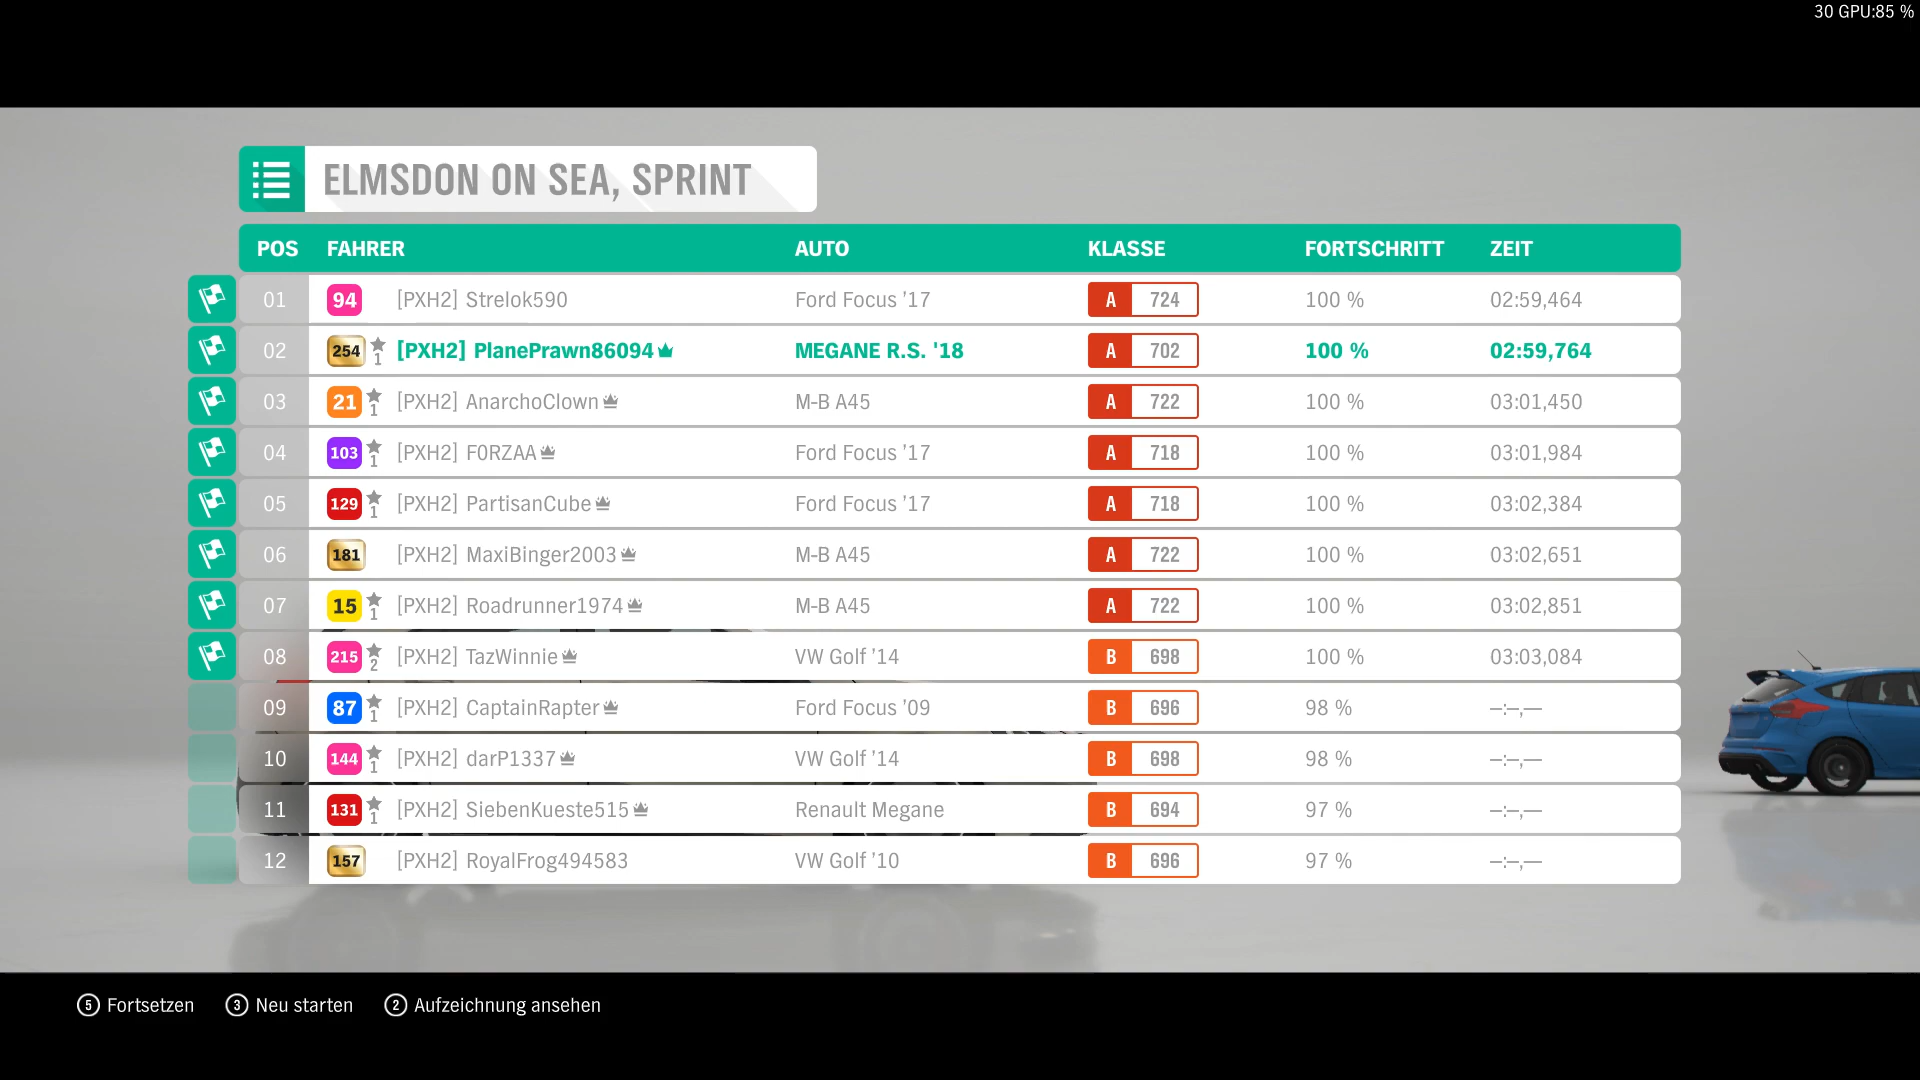 30 GPU:85 %
ELMSDON ON SEA, SPRINT
POS FAHRER AUTO KLASSE FORTSCHRITT ZEIT
01 94 [PXH2] Strelok590 Ford Focus ’17 A 724 100 % 02:59,464
02 254 1 [PXH2] PlanePrawn86094 MEGANE R.S. '18 A 702 100 % 02:59,764
03 21 1 [PXH2] AnarchoClown M-B A45 A 722 100 % 03:01,450
04 103 1 [PXH2] F0RZAA Ford Focus ’17 A 718 100 % 03:01,984
05 129 1 [PXH2] PartisanCube Ford Focus ’17 A 718 100 % 03:02,384
06 181 [PXH2] MaxiBinger2003 M-B A45 A 722 100 % 03:02,651
07 15 1 [PXH2] Roadrunner1974 M-B A45 A 722 100 % 03:02,851
08 215 2 [PXH2] TazWinnie VW Golf ’14 B 698 100 % 03:03,084
09 87 1 [PXH2] CaptainRapter Ford Focus ’09 B 696 98 % –:–,––
10 144 1 [PXH2] darP1337 VW Golf ’14 B 698 98 % –:–,––
11 131 1 [PXH2] SiebenKueste515 Renault Megane B 694 97 % –:–,––
12 157 [PXH2] RoyalFrog494583 VW Golf ’10 B 696 97 % –:–,––
5 Fortsetzen 3 Neu starten 2 Aufzeichnung ansehen